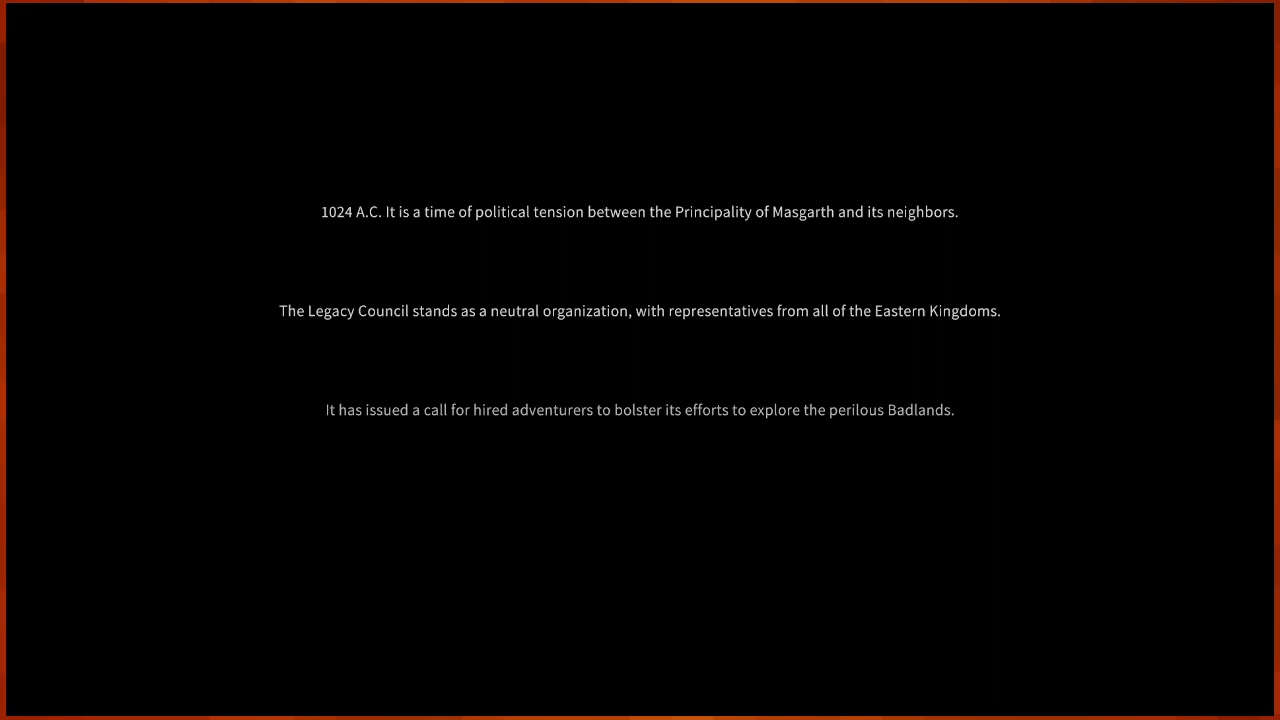 1024 A.C. It is a time of political tension between the Principality of Masgarth and its neighbors.
The Legacy Council stands as a neutral organization, with representatives from all of the Eastern Kingdoms.
It has issued a call for hired adventurers to bolster its efforts to explore the perilous Badlands.